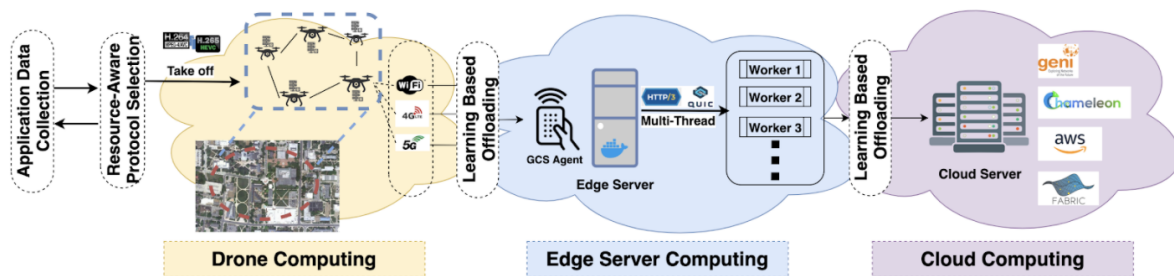 Application Data
Collection
Resource-Aware
Protocol Selection
H.264
H.265
HEVC
Take off
WiFi
4G LTE
5G
Learning Based
Offloading
GCS Agent
Edge Server
HTTP/3
QUIC
Multi-Thread
Worker 1
Worker 2
Worker 3
Learning Based
Offloading
Cloud Server
geni
Chameleon
aws
FABRIC
Drone Computing
Edge Server Computing
Cloud Computing